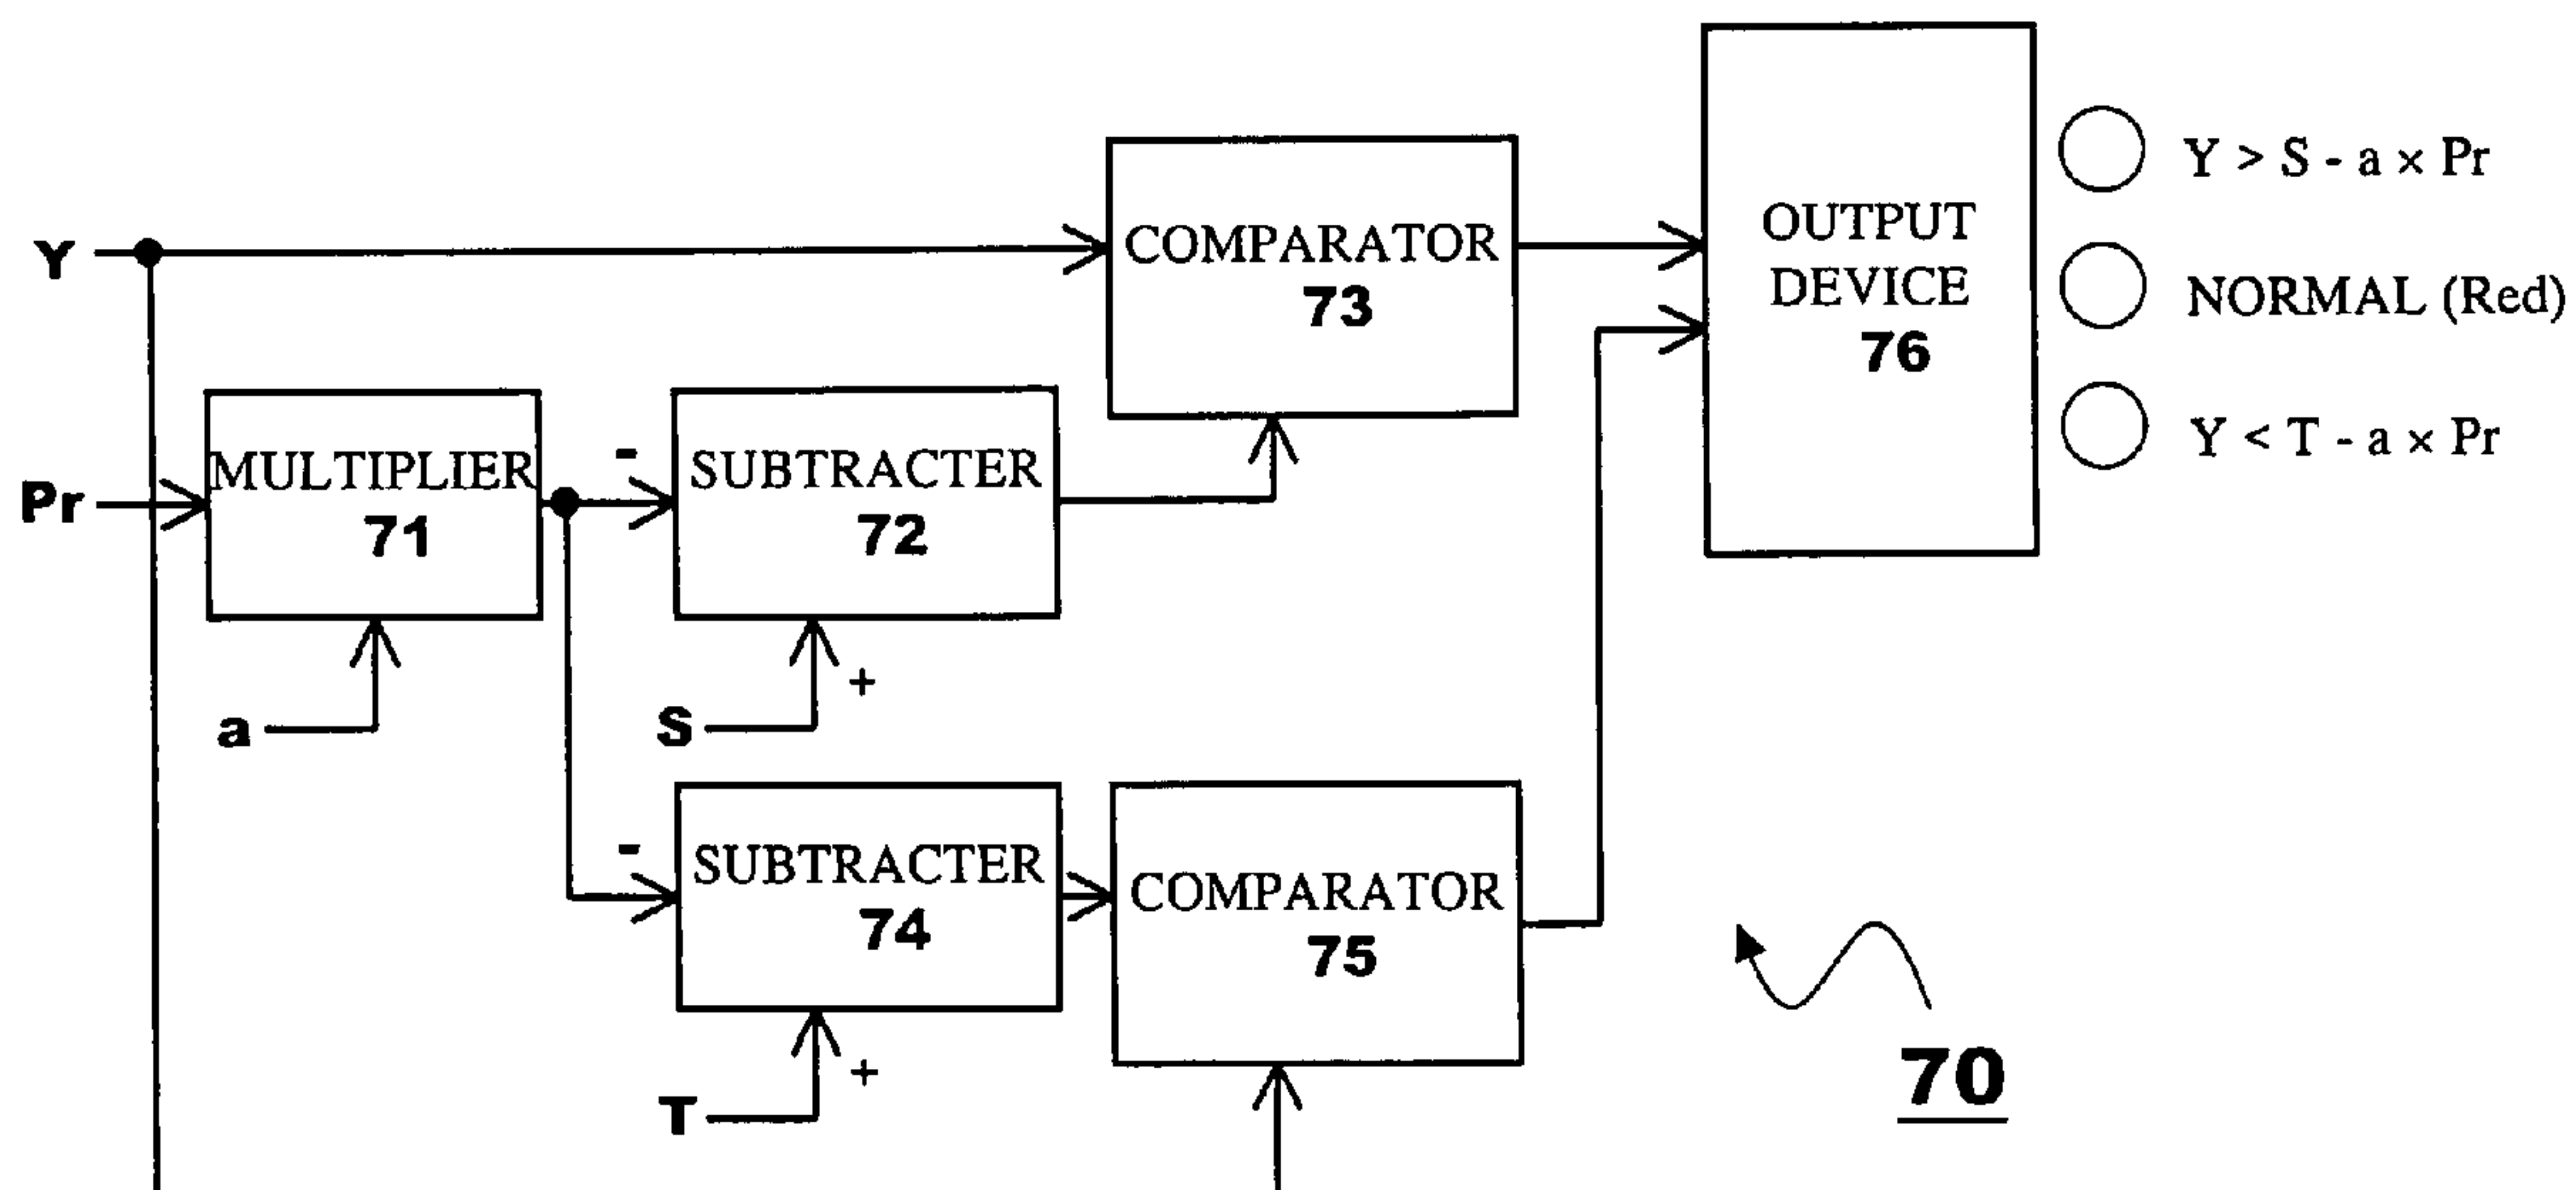 Y > S - a × Pr
OUTPUT
DEVICE
76
Y
COMPARATOR
73
NORMAL (Red)
Y < T - a × Pr
Pr
MULTIPLIER
71
-
SUBTRACTER
72
a
S
+
-
SUBTRACTER
74
COMPARATOR
75
T
+
70